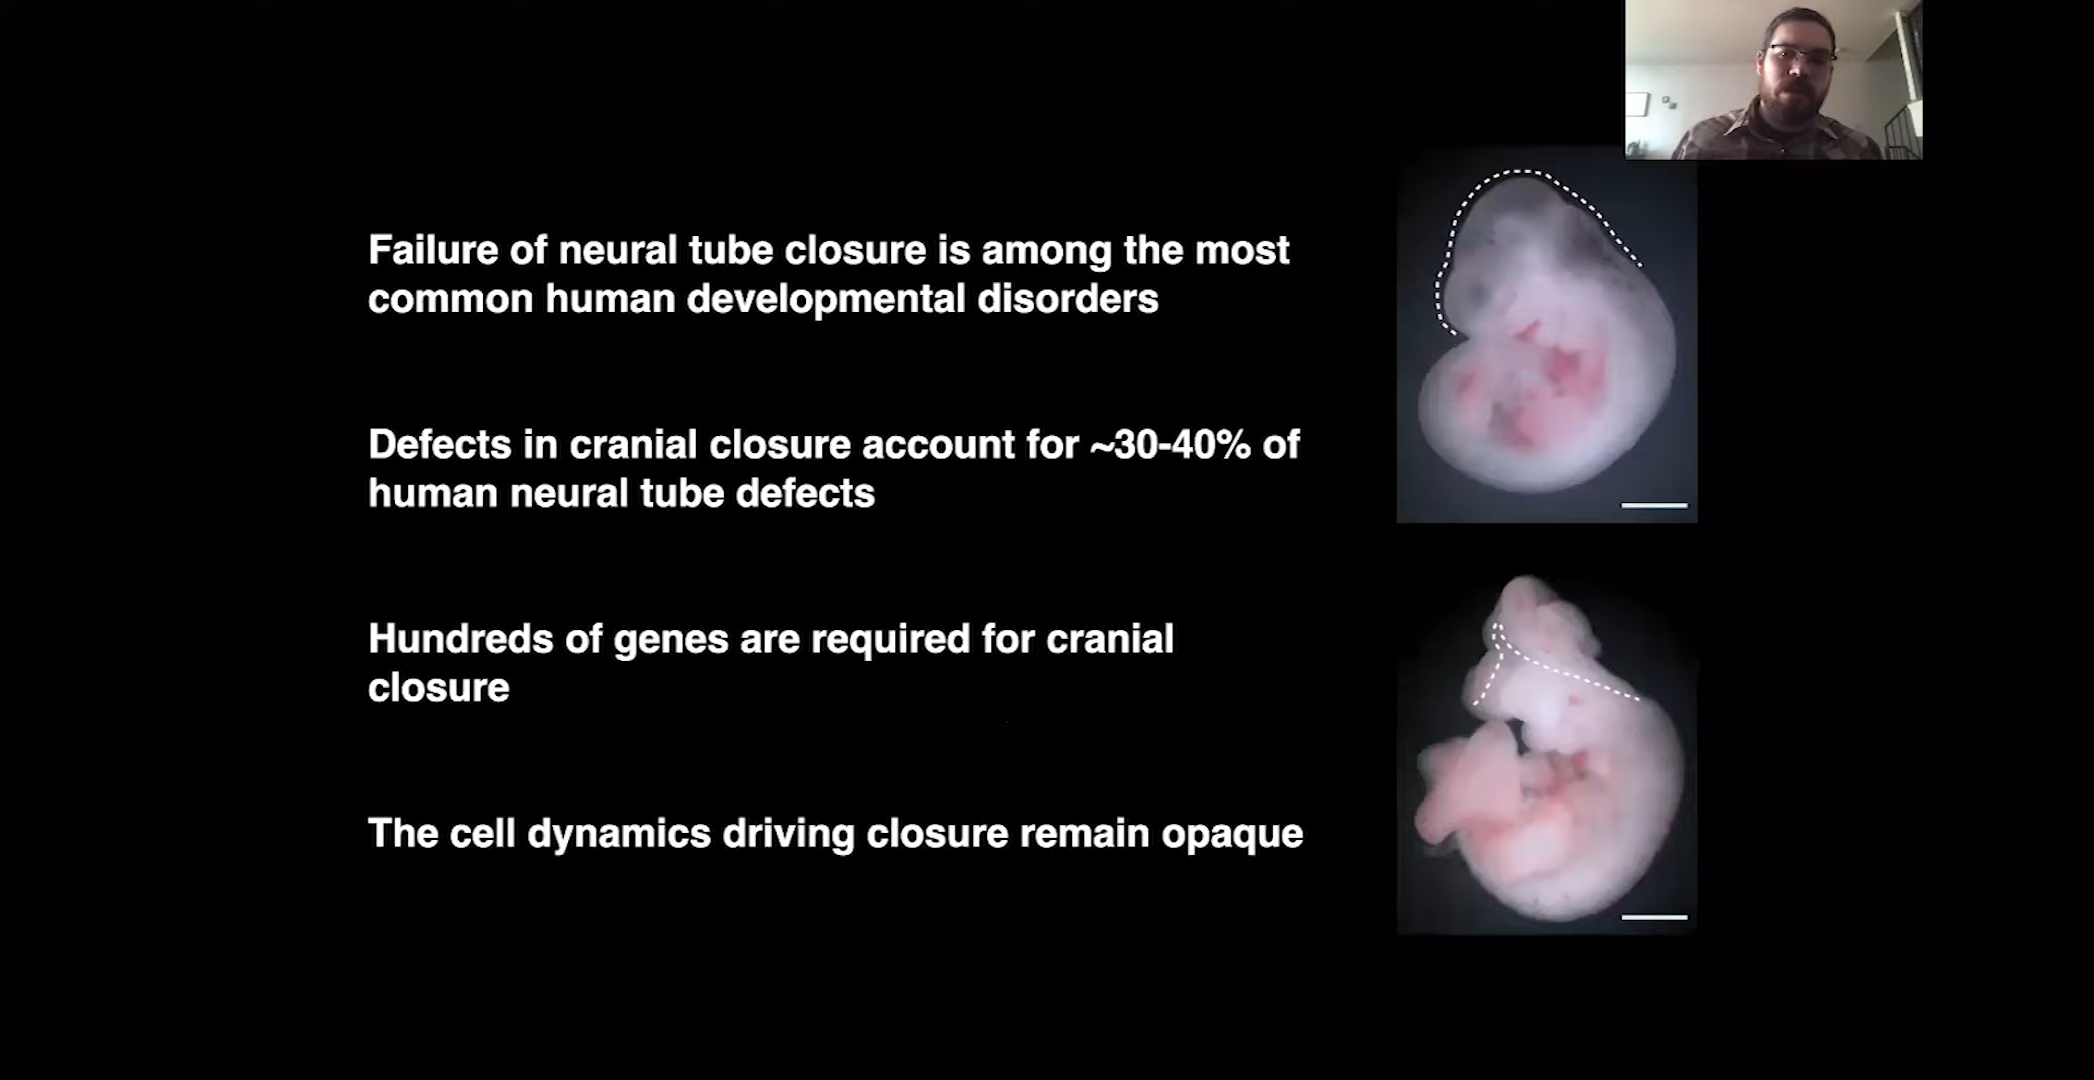 Failure of neural tube closure is among the most
common human developmental disorders
Defects in cranial closure account for ~30-40% of
human neural tube defects
Hundreds of genes are required for cranial
closure
The cell dynamics driving closure remain opaque